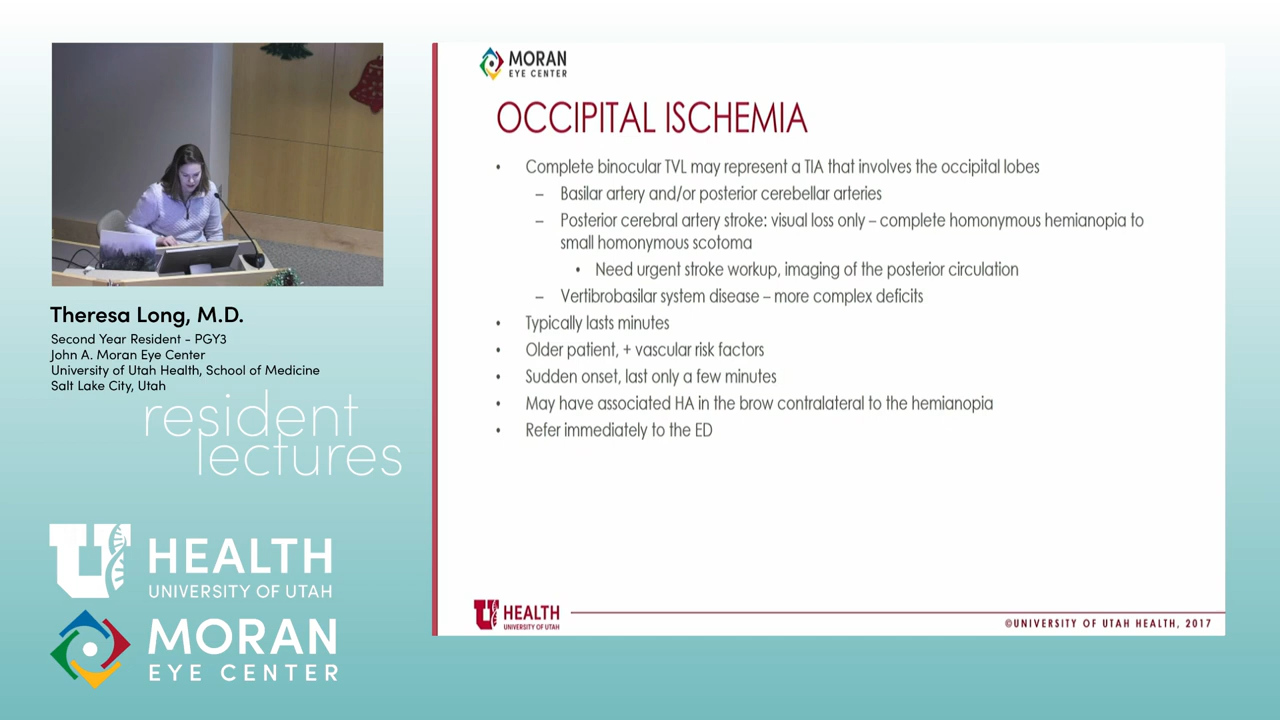 Theresa Long, M.D.
Second Year Resident - PGY3
John A. Moran Eye Center
University of Utah Health, School of Medicine
Salt Lake City, Utah
resident
lectures
U HEALTH
UNIVERSITY OF UTAH
MORAN
EYE CENTER
MORAN
EYE CENTER
OCCIPITAL ISCHEMIA
• Complete binocular TVL may represent a TIA that involves the occipital lobes
– Basilar artery and/or posterior cerebellar arteries
– Posterior cerebral artery stroke: visual loss only – complete homonymous hemianopia to
small homonymous scotoma
• Need urgent stroke workup, imaging of the posterior circulation
– Vertibrobasilar system disease – more complex deficits
• Typically lasts minutes
• Older patient, + vascular risk factors
• Sudden onset, last only a few minutes
• May have associated HA in the brow contralateral to the hemianopia
• Refer immediately to the ED
U HEALTH
UNIVERSITY OF UTAH
©UNIVERSITY OF UTAH HEALTH, 2017